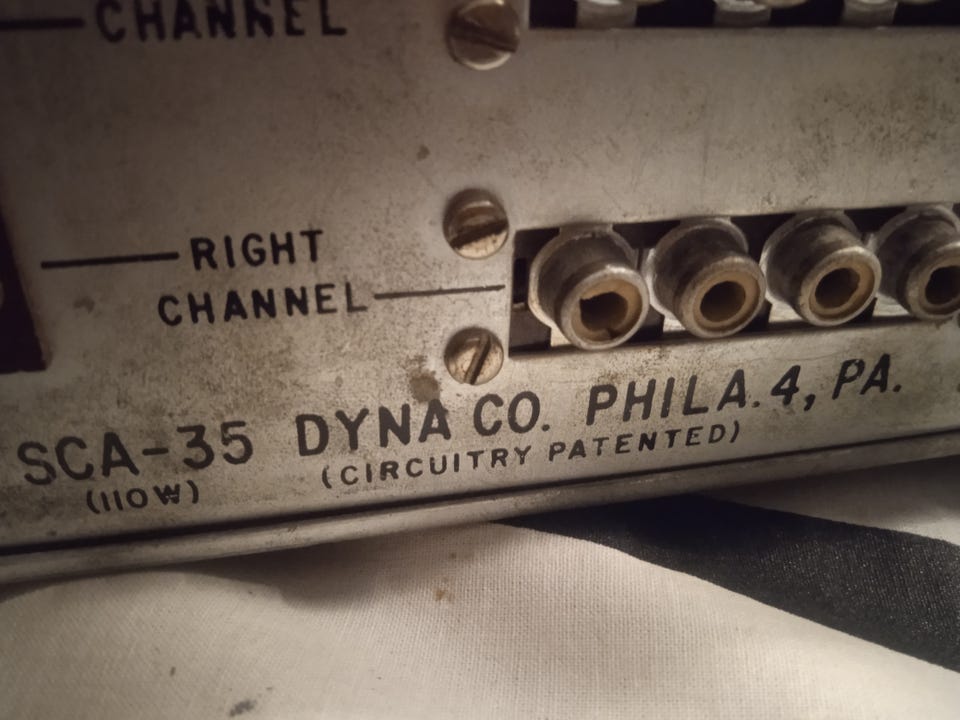 CHANNEL
RIGHT
CHANNEL
SCA-35 DYNA CO. PHILA. 4, PA.
(110W) (CIRCUITRY PATENTED)